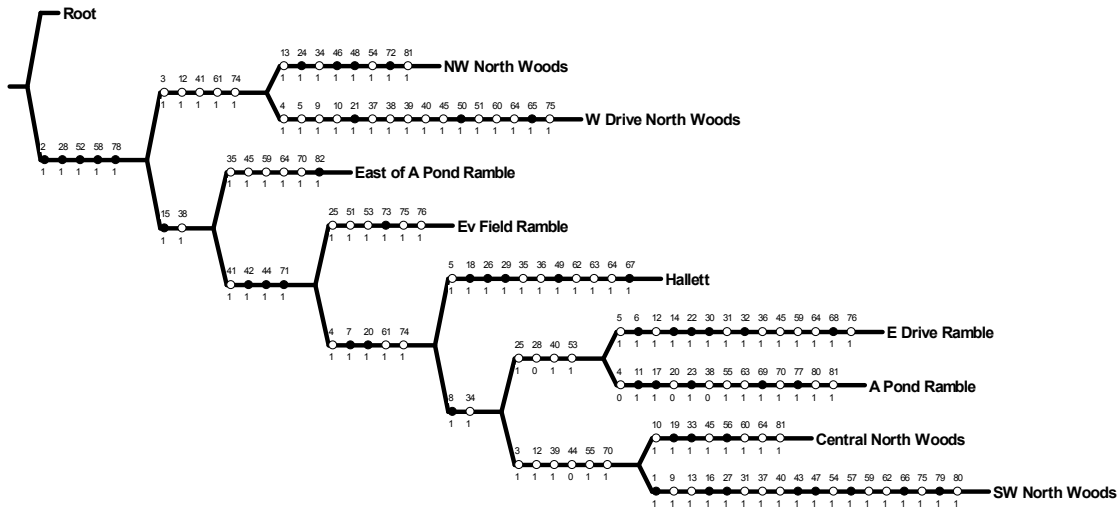 Root
13 24 34 46 48 54 72 81
NW North Woods
3 12 41 61 74
1 1 1 1 1 1 1 1
1 1 1 1 1
4 5 9 10 21 37 38 39 40 45 50 51 60 64 65 75
W Drive North Woods
1 1 1 1 1 1 1 1 1 1 1 1 1 1 1 1
2 28 52 58 78
1 1 1 1 1
35 45 59 64 70 82
East of A Pond Ramble
1 1 1 1 1 1
15 38
1 1
25 51 53 73 75 76
Ev Field Ramble
1 1 1 1 1 1
41 42 44 71
1 1 1 1
5 18 26 29 35 36 49 62 63 64 67
Hallett
1 1 1 1 1 1 1 1 1 1 1
4 7 20 61 74
1 1 1 1 1
5 6 12 14 22 30 31 32 36 45 59 64 68 76
E Drive Ramble
1 1 1 1 1 1 1 1 1 1 1 1 1 1
25 28 40 53
1 0 1 1
4 11 17 20 23 38 55 63 69 70 77 80 81
A Pond Ramble
0 1 1 0 1 0 1 1 1 1 1 1 1
8 34
1 1
10 19 33 45 56 60 64 81
Central North Woods
1 1 1 1 1 1 1 1
3 12 39 44 55 70
1 1 1 0 1 1
1 9 13 16 27 31 37 40 43 47 54 57 59 62 66 75 79 80
SW North Woods
1 1 1 1 1 1 1 1 1 1 1 1 1 1 1 1 1 1